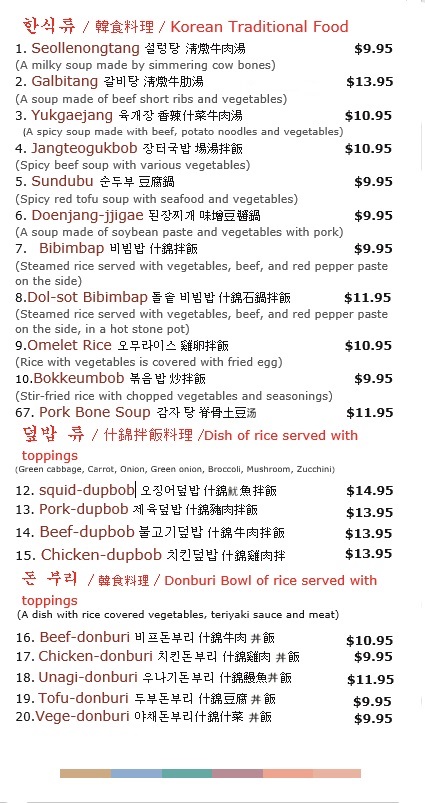 한식류 / 韓食料理 / Korean Traditional Food
1. Seollenongtang 설렁탕 淸燉牛肉湯 $9.95
(A milky soup made by simmering cow bones)
2. Galbitang 갈비탕 淸燉牛肋湯 $13.95
(A soup made of beef short ribs and vegetables)
3. Yukgaejang 육개장 香辣什菜牛肉湯 $10.95
(A spicy soup made with beef, potato noodles and vegetables)
4. Jangteogukbob 장터국밥 場湯拌飯 $10.95
(Spicy beef soup with various vegetables)
5. Sundubu 순두부 豆腐鍋 $9.95
(Spicy red tofu soup with seafood and vegetables)
6. Doenjang-jjigae 된장찌개 味增豆醬鍋 $9.95
(A soup made of soybean paste and vegetables with pork)
7. Bibimbap 비빔밥 什錦拌飯 $9.95
(Steamed rice served with vegetables, beef, and red pepper paste
on the side)
8.Dol-sot Bibimbap 돌솥 비빔밥 什錦石鍋拌飯 $11.95
(Steamed rice served with vegetables, beef, and red pepper paste
on the side, in a hot stone pot)
9.Omelet Rice 오무라이스 雞卵拌飯 $10.95
(Rice with vegetables is covered with fried egg)
10.Bokkeumbob 볶음밥 炒拌飯 $9.95
(Stir-fried rice with chopped vegetables and seasonings)
67. Pork Bone Soup 감자탕 脊骨土豆汤 $11.95
덮밥 류 / 什錦拌飯料理 /Dish of rice served with
toppings
(Green cabbage, Carrot, Onion, Green onion, Broccoli, Mushroom, Zucchini)
12. squid-dupbob 오징어덮밥 什錦魷魚拌飯 $14.95
13. Pork-dupbob 제육덮밥 什錦豬肉拌飯 $13.95
14. Beef-dupbob 불고기덮밥 什錦牛肉拌飯 $13.95
15. Chicken-dupbob 치킨덮밥 什錦雞肉拌 $13.95
돈 부리 / 韓食料理 / Donburi Bowl of rice served with
toppings
(A dish with rice covered vegetables, teriyaki sauce and meat)
16. Beef-donburi 비프돈부리 什錦牛肉 丼飯 $10.95
17. Chicken-donburi 치킨돈부리 什錦雞肉 丼飯 $9.95
18. Unagi-donburi 우나기돈부리 什錦鰻魚丼飯 $11.95
19. Tofu-donburi 두부돈부리 什錦豆腐 丼飯 $9.95
20.Vege-donburi 야채돈부리什錦什菜 丼飯 $9.95